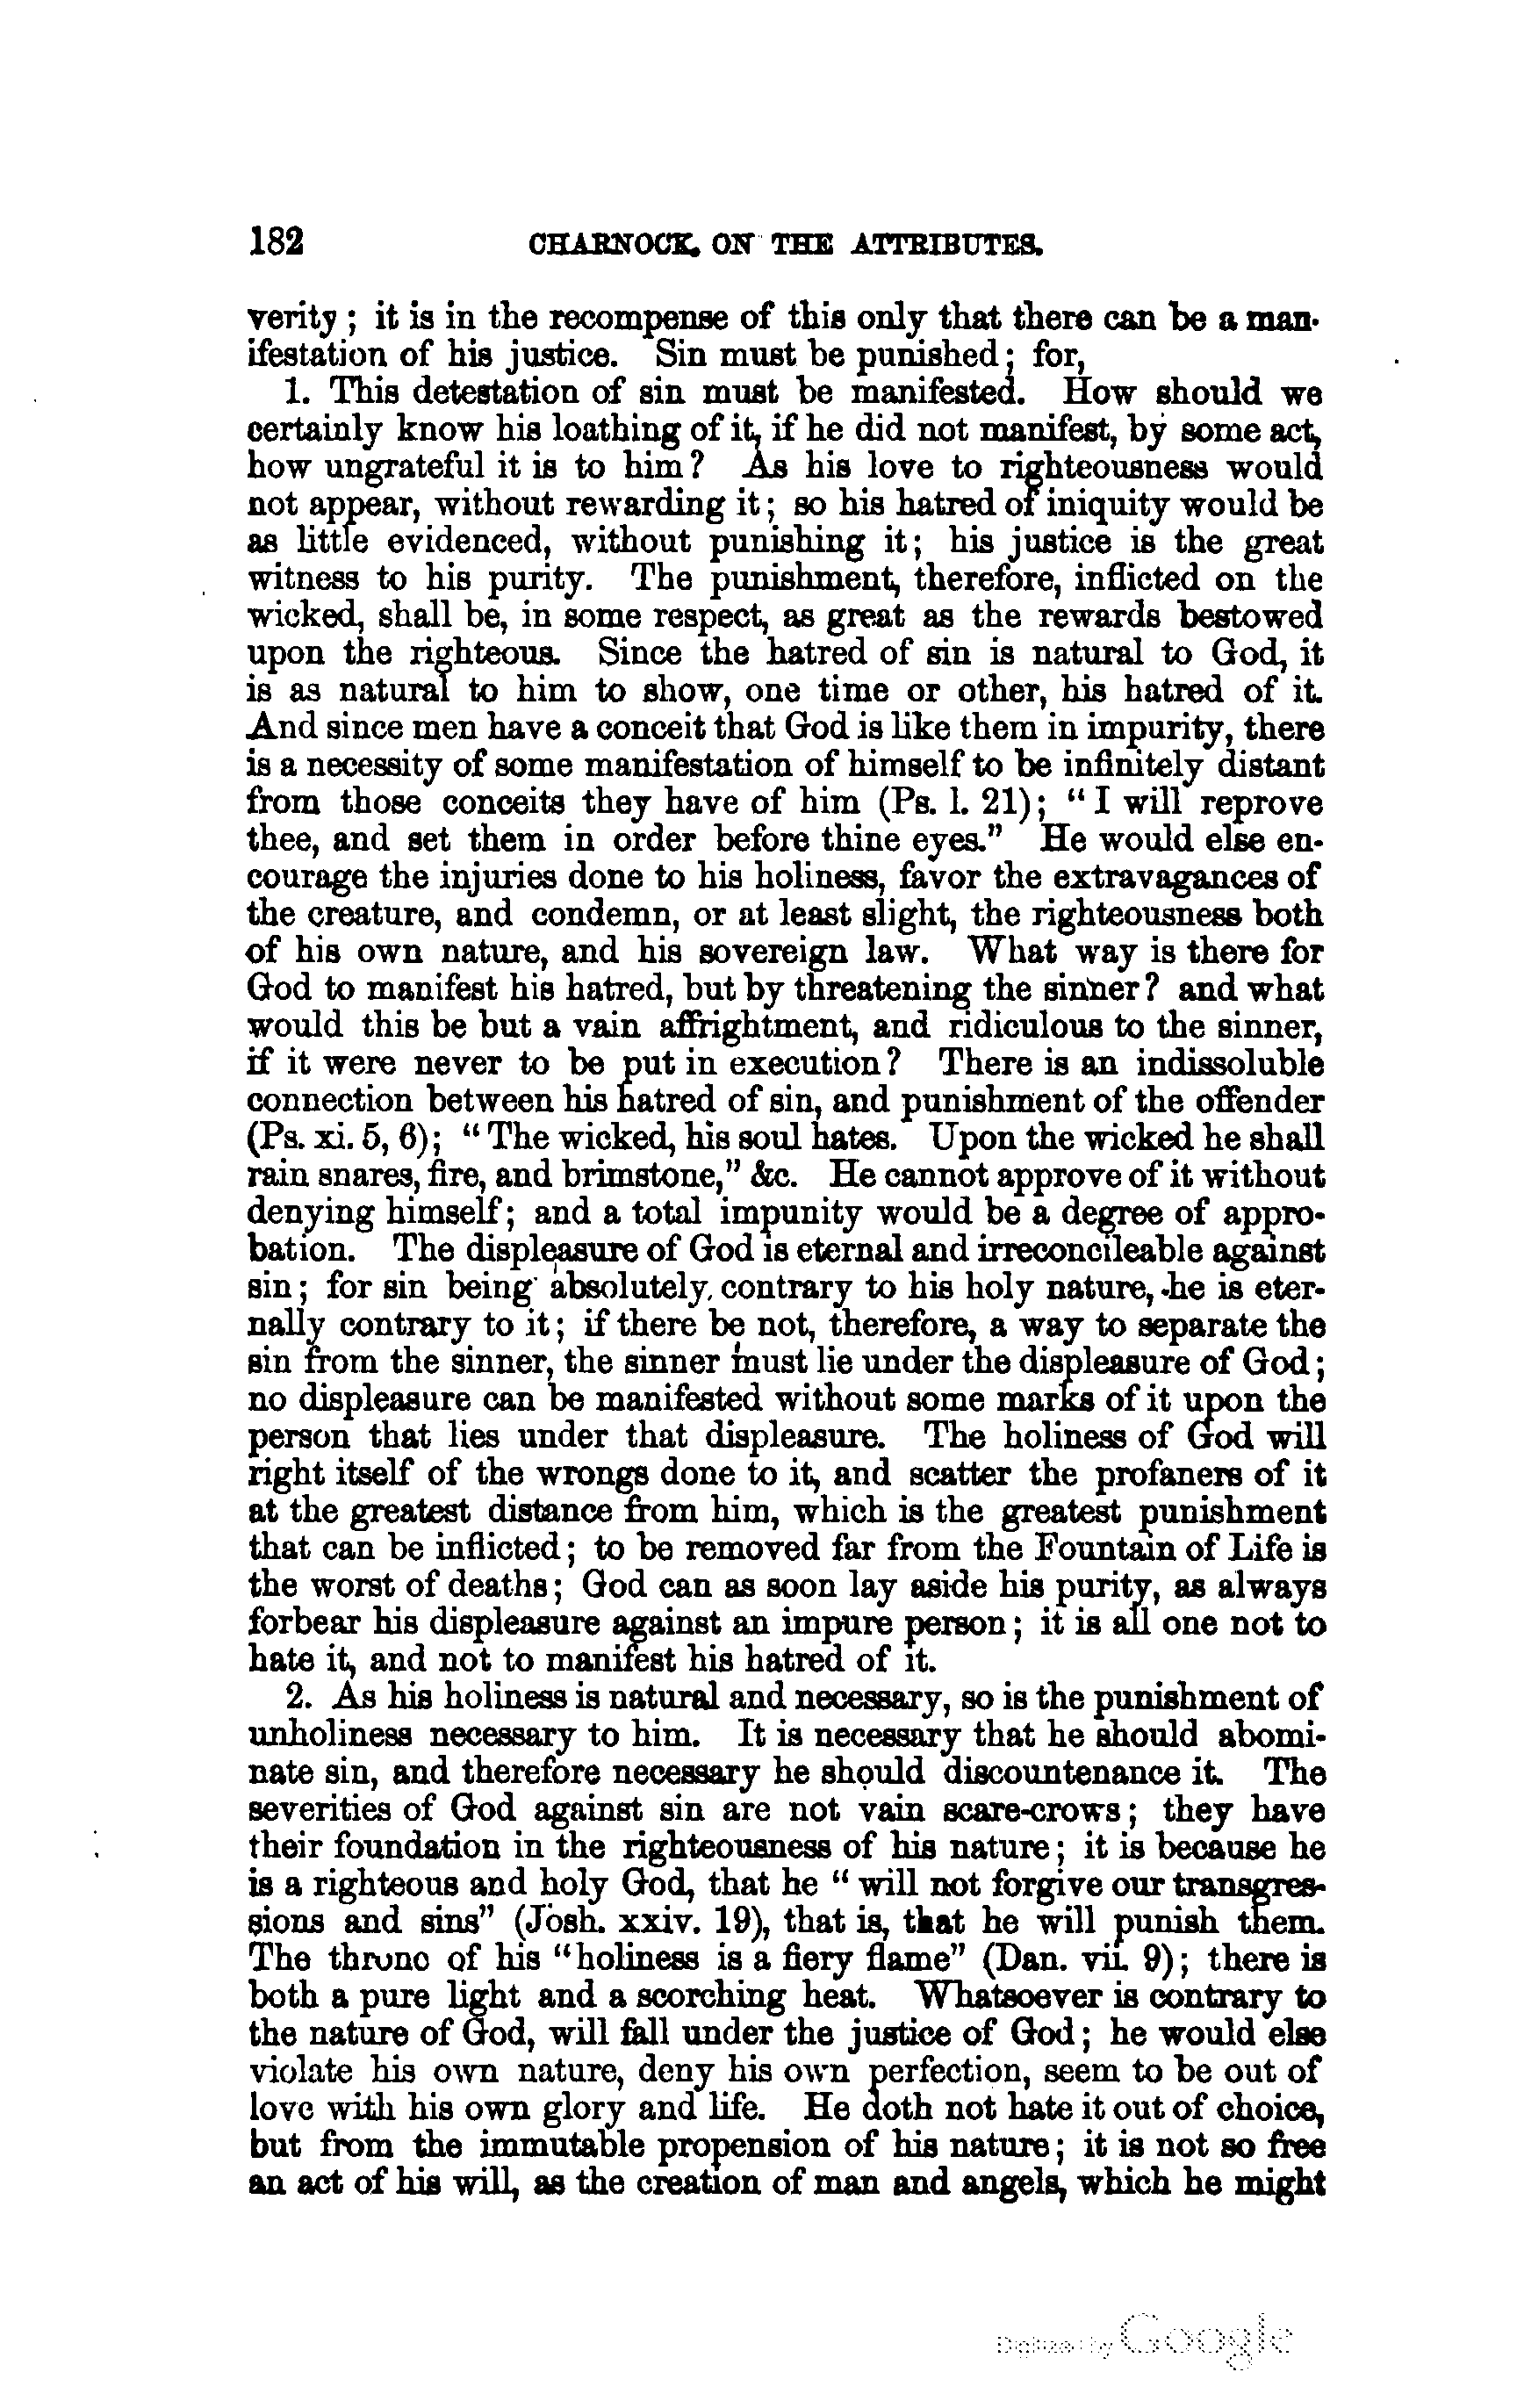 182 CHARNOCK, ON THE ATTRIBUTES.
verity; it is in the recompense of this only that there can be a man-
ifestation of his justice. Sin must be punished; for,
1. This detestation of sin must be manifested. How should we
certainly know his loathing of it, if he did not manifest, by some act,
how ungrateful it is to him? As his love to righteousness would
not appear, without rewarding it; so his hatred of iniquity would be
as little evidenced, without punishing it; his justice is the great
witness to his purity. The punishment, therefore, inflicted on the
wicked, shall be, in some respect, as great as the rewards bestowed
upon the righteous. Since the hatred of sin is natural to God, it
is as natural to him to show, one time or other, his hatred of it.
And since men have a conceit that God is like them in impurity, there
is a necessity of some manifestation of himself to be infinitely distant
from those conceits they have of him (Ps. l. 21); "I will reprove
thee, and set them in order before thine eyes." He would else en-
courage the injuries done to his holiness, favor the extravagances of
the creature, and condemn, or at least slight, the righteousness both
of his own nature, and his sovereign law. What way is there for
God to manifest his hatred, but by threatening the sinner? and what
would this be but a vain affrightment, and ridiculous to the sinner,
if it were never to be put in execution? There is an indissoluble
connection between his hatred of sin, and punishment of the offender
(Ps. xi. 5, 6); "The wicked, his soul hates. Upon the wicked he shall
rain snares, fire, and brimstone," &c. He cannot approve of it without
denying himself; and a total impunity would be a degree of appro-
bation. The displeasure of God is eternal and irreconcileable against
sin; for sin being absolutely contrary to his holy nature, he is eter-
nally contrary to it; if there be not, therefore, a way to separate the
sin from the sinner, the sinner must lie under the displeasure of God;
no displeasure can be manifested without some marks of it upon the
person that lies under that displeasure. The holiness of God will
right itself of the wrongs done to it, and scatter the profaners of it
at the greatest distance from him, which is the greatest punishment
that can be inflicted; to be removed far from the Fountain of Life is
the worst of deaths; God can as soon lay aside his purity, as always
forbear his displeasure against an impure person; it is all one not to
hate it, and not to manifest his hatred of it.
2. As his holiness is natural and necessary, so is the punishment of
unholiness necessary to him. It is necessary that he should abomi-
nate sin, and therefore necessary he should discountenance it. The
severities of God against sin are not vain scare-crows; they have
their foundation in the righteousness of his nature; it is because he
is a righteous and holy God, that he "will not forgive our transgres-
sions and sins" (Josh. xxiv. 19), that is, that he will punish them.
The throne of his "holiness is a fiery flame" (Dan. vii. 9); there is
both a pure light and a scorching heat. Whatsoever is contrary to
the nature of God, will fall under the justice of God; he would else
violate his own nature, deny his own perfection, seem to be out of
love with his own glory and life. He doth not hate it out of choice,
but from the immutable propension of his nature; it is not so free
an act of his will, as the creation of man and angels, which he might
Digitized by Google